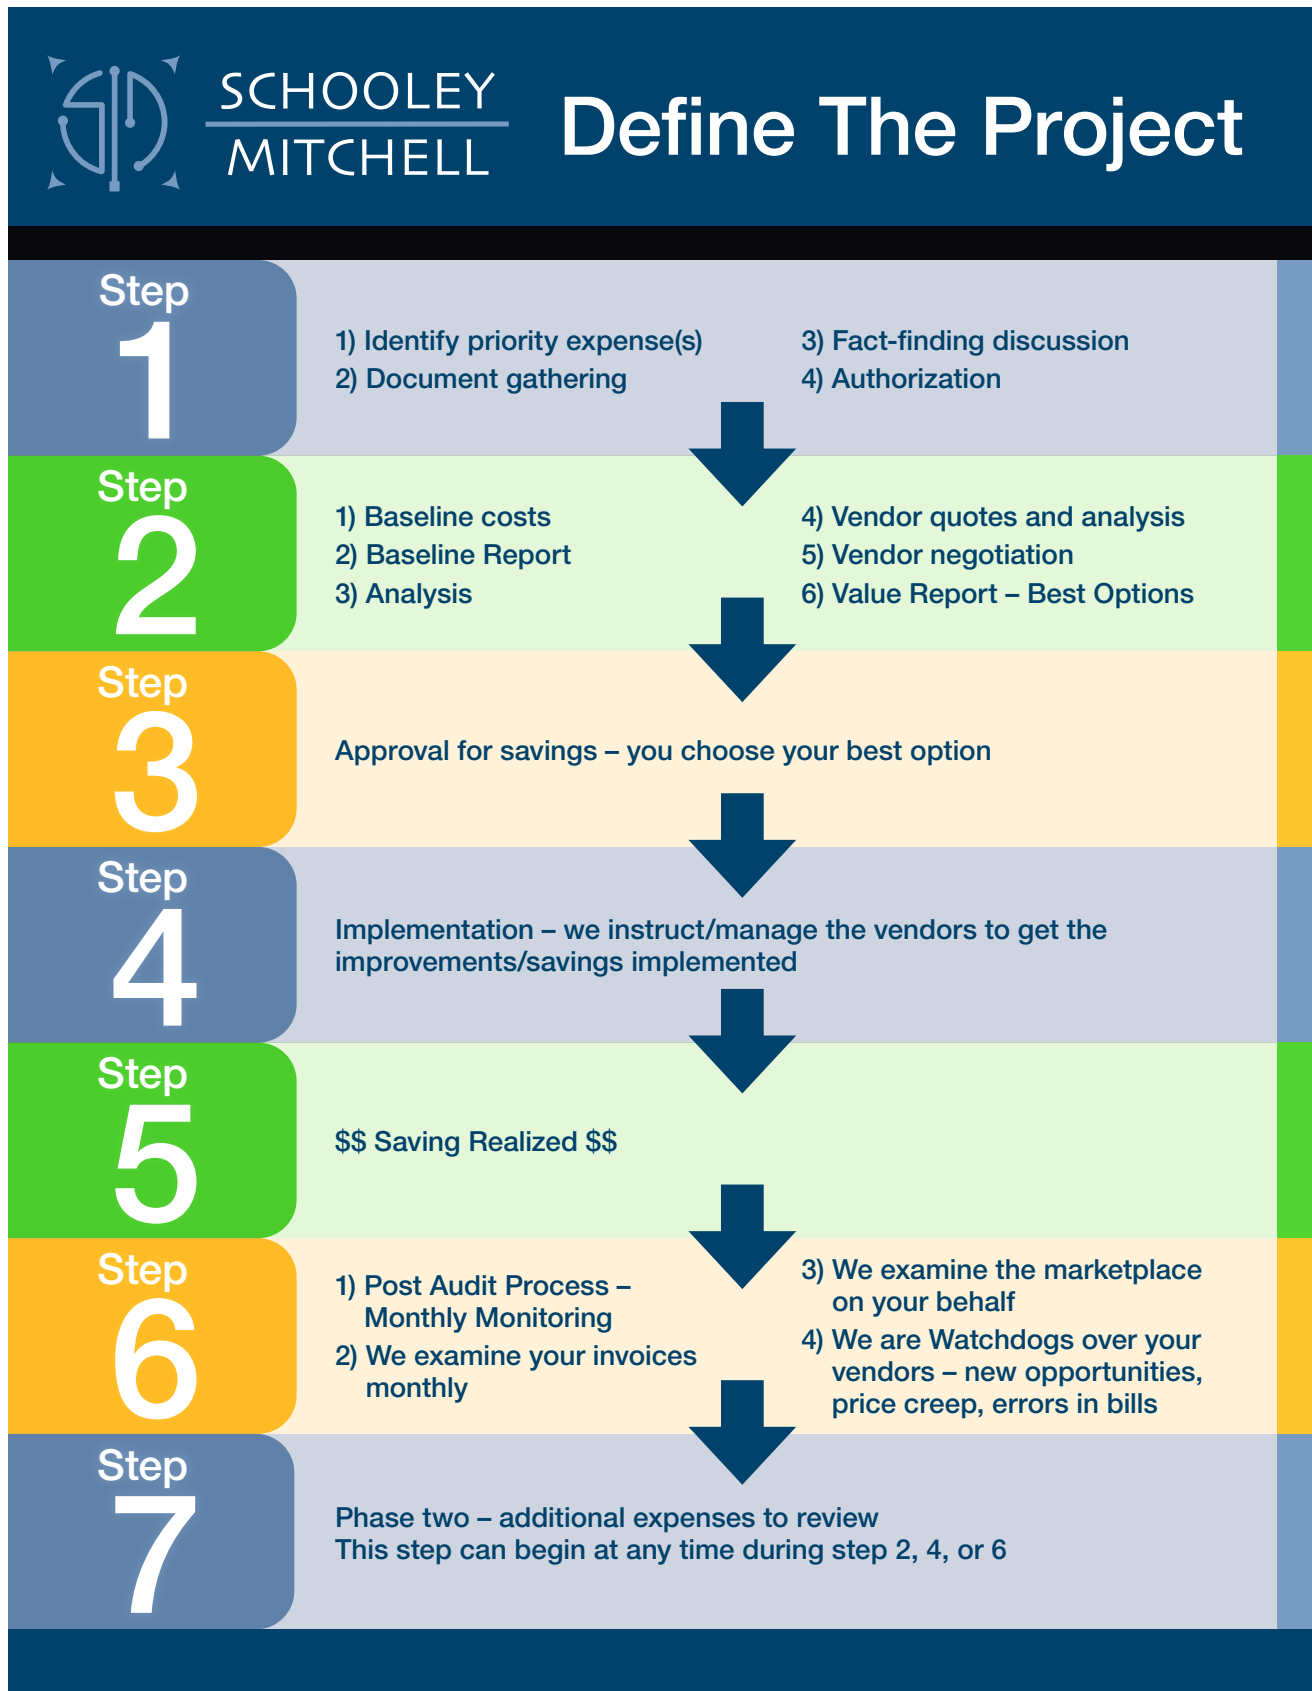 SCHOOLEY
MITCHELL
Define The Project
Step
1
1) Identify priority expense(s)
2) Document gathering
3) Fact-finding discussion
4) Authorization
Step
2
1) Baseline costs
2) Baseline Report
3) Analysis
4) Vendor quotes and analysis
5) Vendor negotiation
6) Value Report – Best Options
Step
3
Approval for savings – you choose your best option
Step
4
Implementation – we instruct/manage the vendors to get the
improvements/savings implemented
Step
5
$$ Saving Realized $$
Step
6
1) Post Audit Process –
Monthly Monitoring
2) We examine your invoices
monthly
3) We examine the marketplace
on your behalf
4) We are Watchdogs over your
vendors – new opportunities,
price creep, errors in bills
Step
7
Phase two – additional expenses to review
This step can begin at any time during step 2, 4, or 6